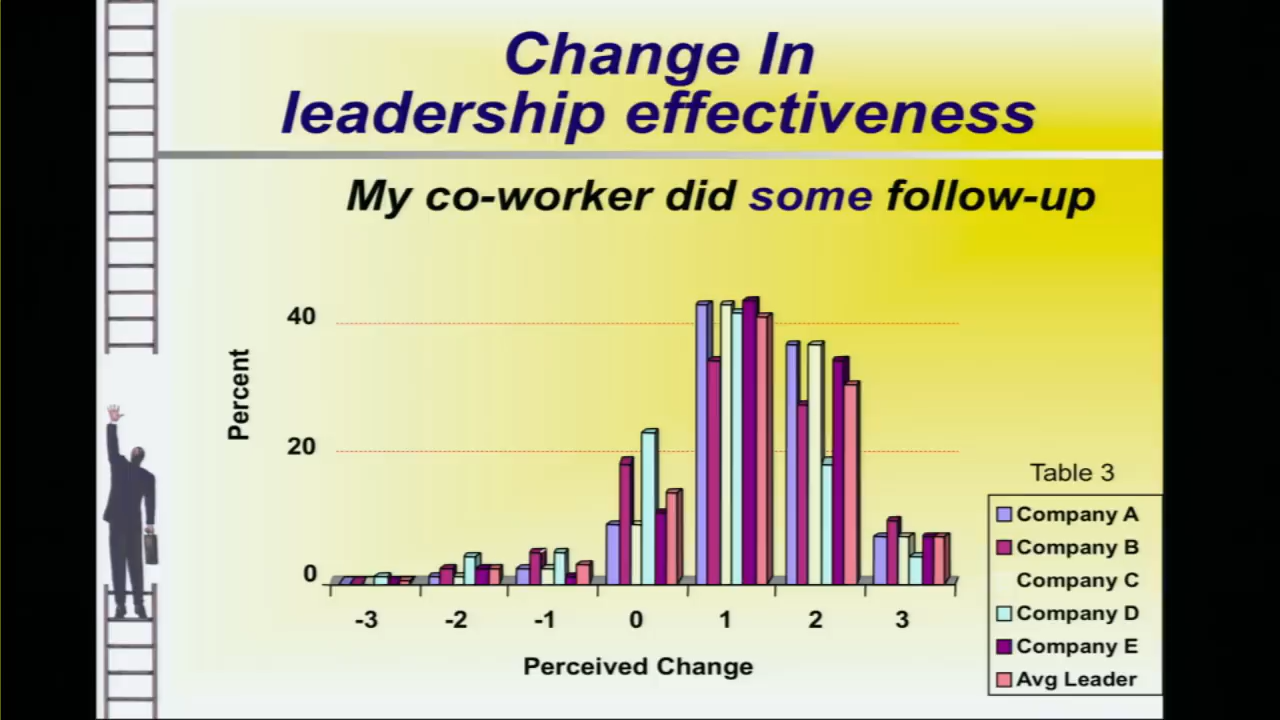 Change In
leadership effectiveness
My co-worker did some follow-up
40
20
0
Percent
-3 -2 -1 0 1 2 3
Perceived Change
Table 3
Company A
Company B
Company C
Company D
Company E
Avg Leader